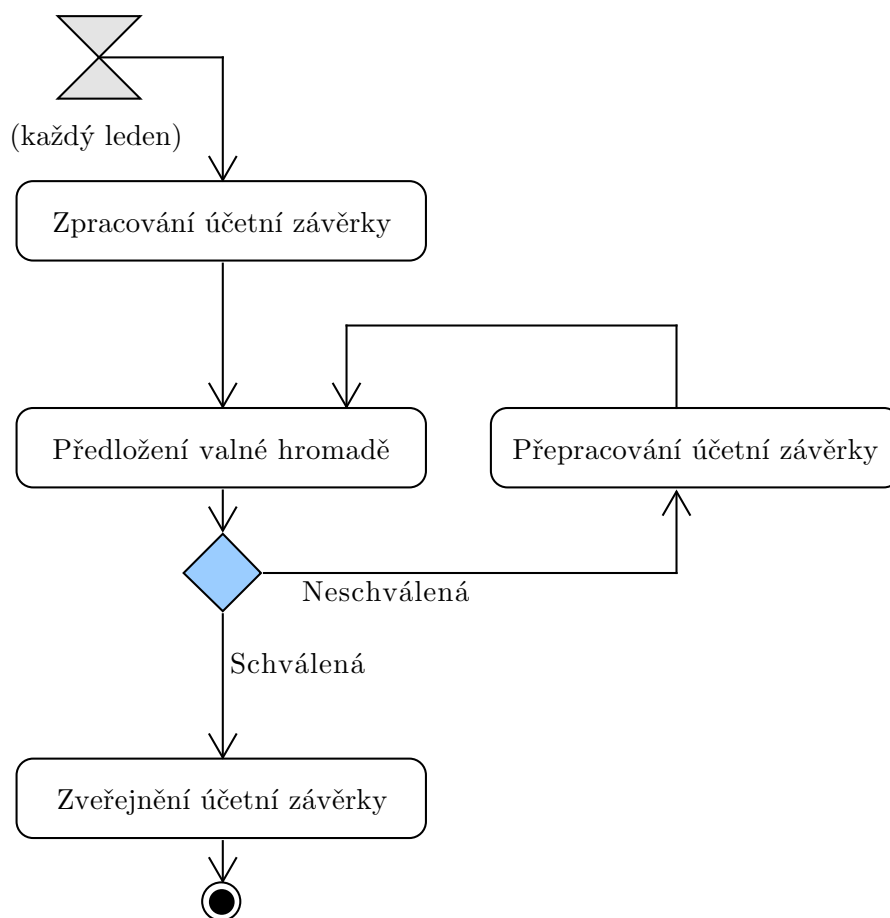 (každý leden)
Zpracování účetní závěrky
Předložení valné hromadě
Přepracování účetní závěrky
Neschválená
Schválená
Zveřejnění účetní závěrky